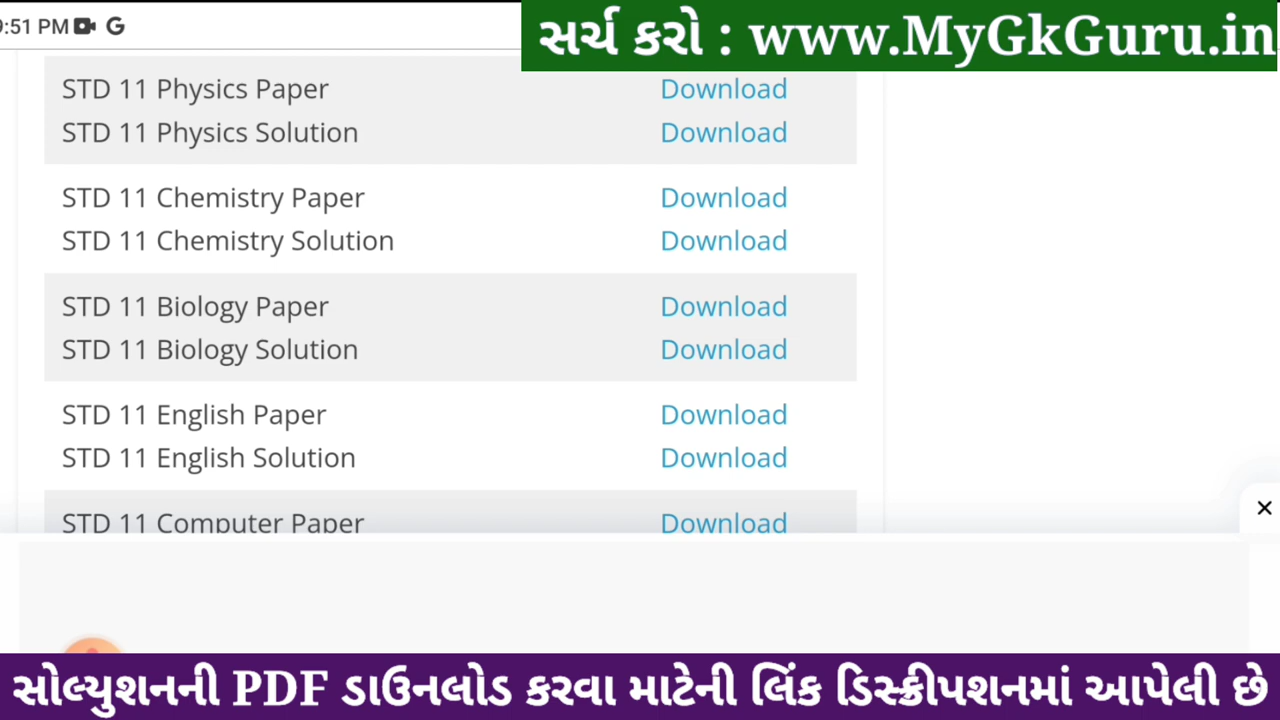 9:51 PM
સર્ચ કરો : www.MyGkGuru.in
STD 11 Physics Paper Download
STD 11 Physics Solution Download
STD 11 Chemistry Paper Download
STD 11 Chemistry Solution Download
STD 11 Biology Paper Download
STD 11 Biology Solution Download
STD 11 English Paper Download
STD 11 English Solution Download
STD 11 Computer Paper Download
સોલ્યુશનની PDF ડાઉનલોડ કરવા માટેની લિંક ડિસ્ક્રીપશનમાં આપેલી છે